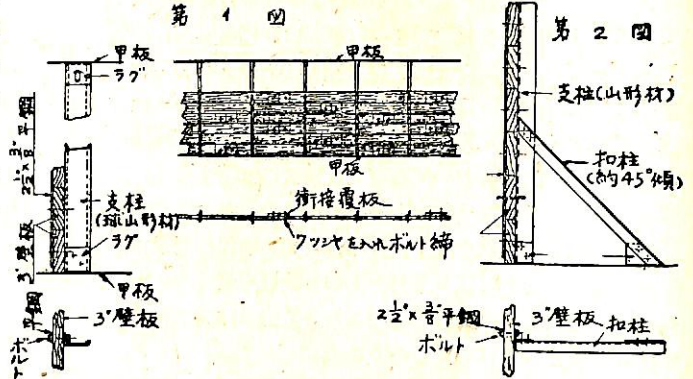 第1図
甲板
ラグ
2½"×⅜"平鋼
支柱
(球山形材)
ラグ
3"壁板
甲板
平鋼
3"壁板
ボルト
甲板
甲板
衝接覆板
ワッシャを入れボルト締
第2図
支柱(山形材)
扣柱
(約45°傾)
2½"×⅜"平鋼
3"壁板
扣柱
ボルト